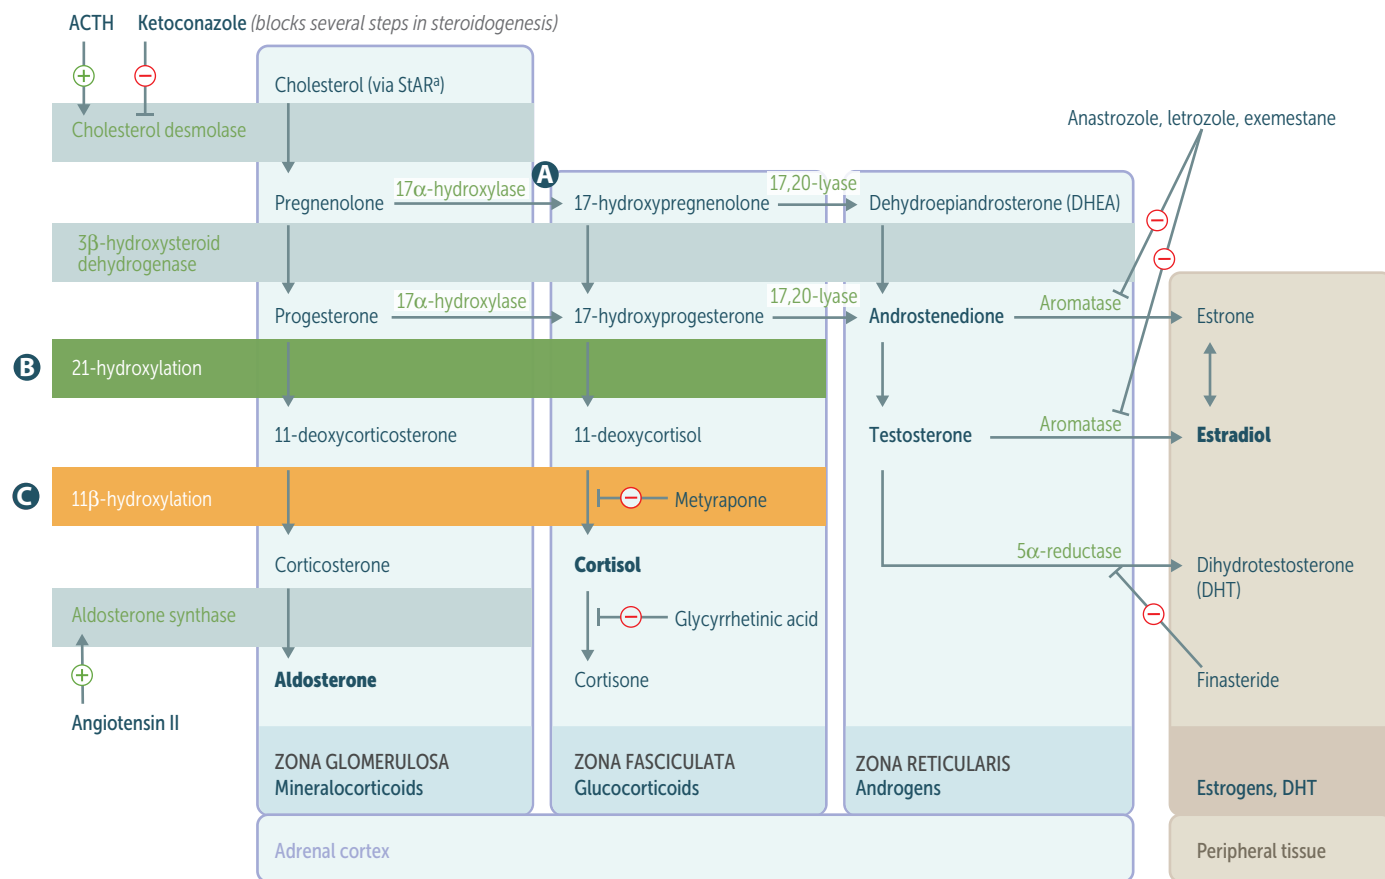 ACTH
Ketoconazole (blocks several steps in steroidogenesis)
Cholesterol (via StARᵃ)
Cholesterol desmolase
Anastrozole, letrozole, exemestane
A
17α-hydroxylase
17,20-lyase
Pregnenolone
17-hydroxypregnenolone
Dehydroepiandrosterone (DHEA)
3β-hydroxysteroid
dehydrogenase
17α-hydroxylase
17,20-lyase
Aromatase
Progesterone
17-hydroxyprogesterone
Androstenedione
Estrone
B
21-hydroxylation
11-deoxycorticosterone
11-deoxycortisol
Testosterone
Aromatase
Estradiol
C
11β-hydroxylation
Metyrapone
5α-reductase
Corticosterone
Cortisol
Dihydrotestosterone
(DHT)
Aldosterone synthase
Glycyrrhetinic acid
Aldosterone
Cortisone
Finasteride
Angiotensin II
ZONA GLOMERULOSA
Mineralocorticoids
ZONA FASCICULATA
Glucocorticoids
ZONA RETICULARIS
Androgens
Estrogens, DHT
Adrenal cortex
Peripheral tissue